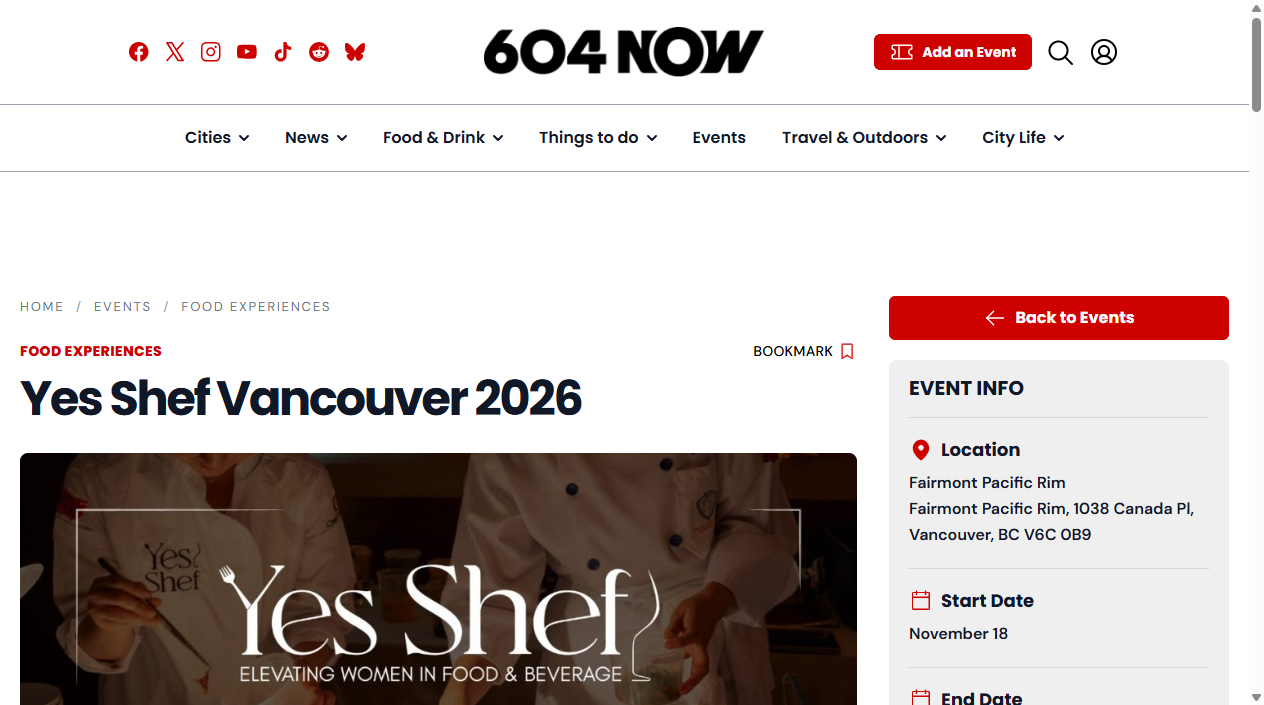 604 NOW
Add an Event
Cities
News
Food & Drink
Things to do
Events
Travel & Outdoors
City Life
HOME / EVENTS / FOOD EXPERIENCES
FOOD EXPERIENCES
BOOKMARK
Yes Shef Vancouver 2026
Yes
Shef
Yes Shef
ELEVATING WOMEN IN FOOD & BEVERAGE
Back to Events
EVENT INFO
Location
Fairmont Pacific Rim
Fairmont Pacific Rim, 1038 Canada Pl,
Vancouver, BC V6C 0B9
Start Date
November 18
End Date